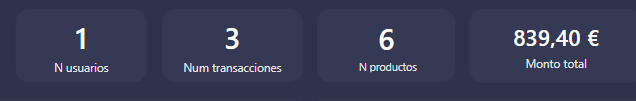 1
N usuarios
3
Num transacciones
6
N productos
839,40 €
Monto total